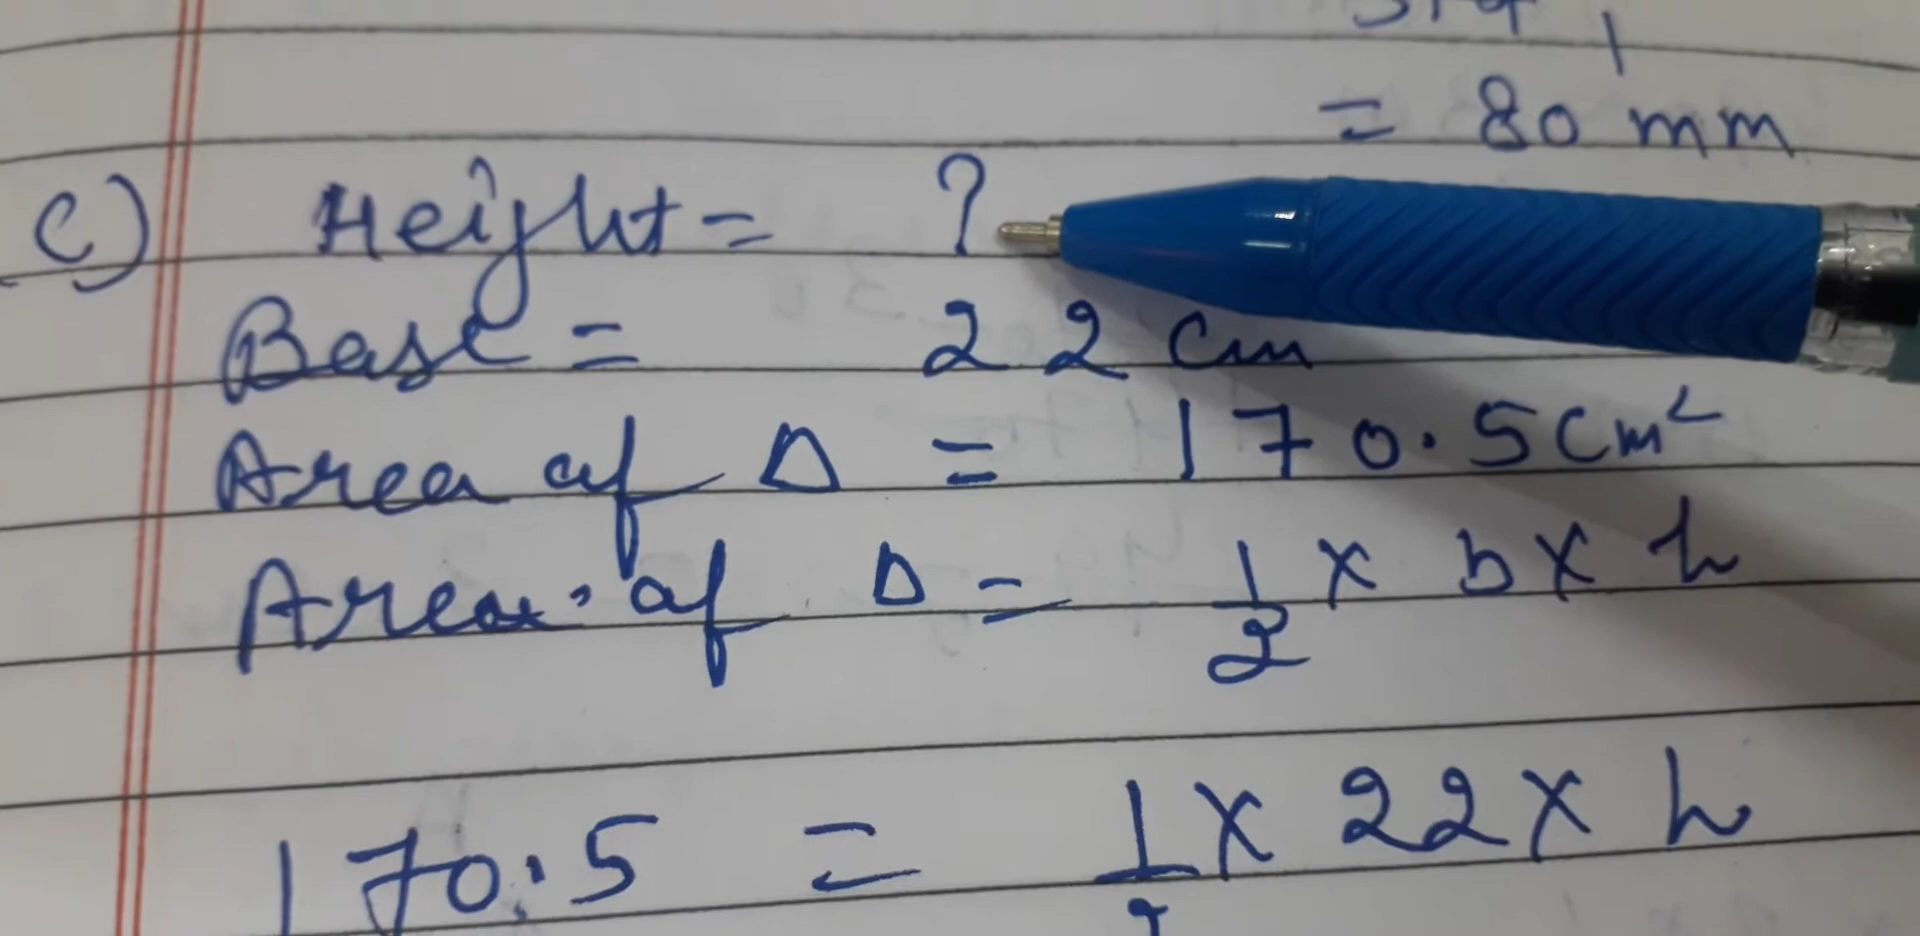 = 80 mm
c) Height = ?
Base = 22 cm
Area of Δ = 170.5 cm²
Area of Δ = 1/2 × b × h
170.5 = 1/2 × 22 × h